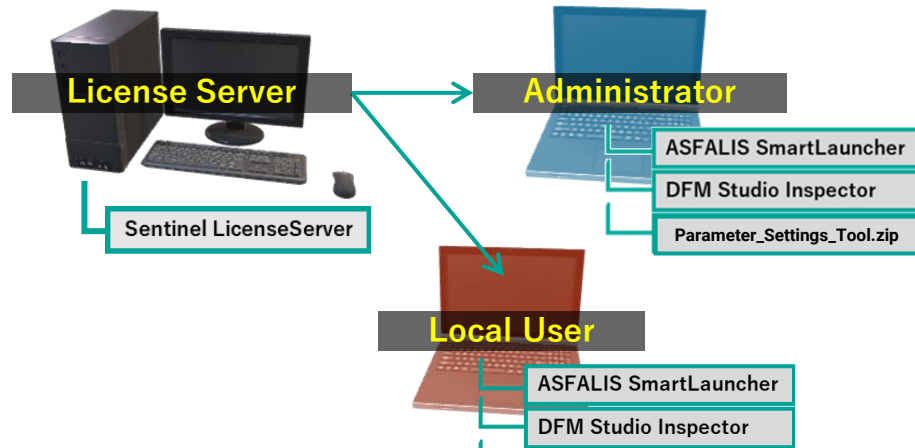 License Server
Administrator
ASFALIS SmartLauncher
DFM Studio Inspector
Parameter_Settings_Tool.zip
Sentinel LicenseServer
Local User
ASFALIS SmartLauncher
DFM Studio Inspector